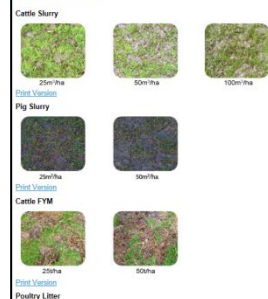 Cattle Slurry
25m³/ha 50m³/ha 100m³/ha
Print Version
Pig Slurry
25m³/ha 50m³/ha
Print Version
Cattle FYM
25t/ha 50t/ha
Print Version
Poultry Litter